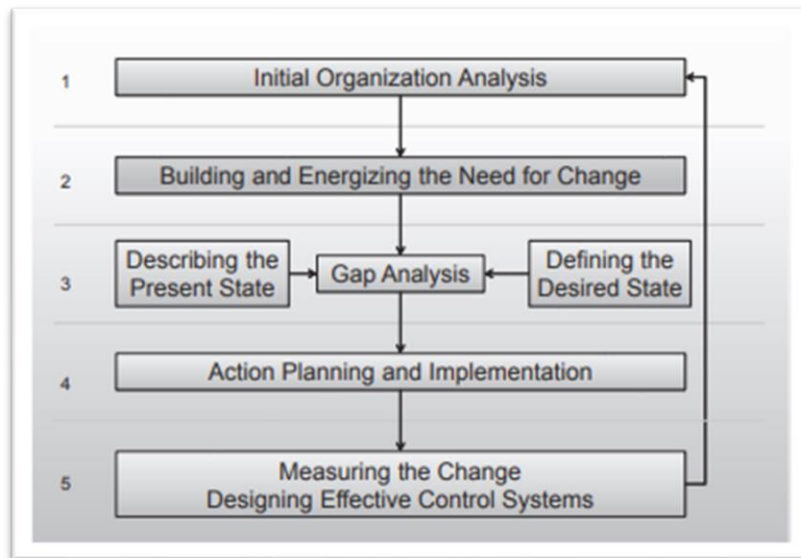 1
Initial Organization Analysis
2
Building and Energizing the Need for Change
3
Describing the
Present State
Gap Analysis
Defining the
Desired State
4
Action Planning and Implementation
5
Measuring the Change
Designing Effective Control Systems